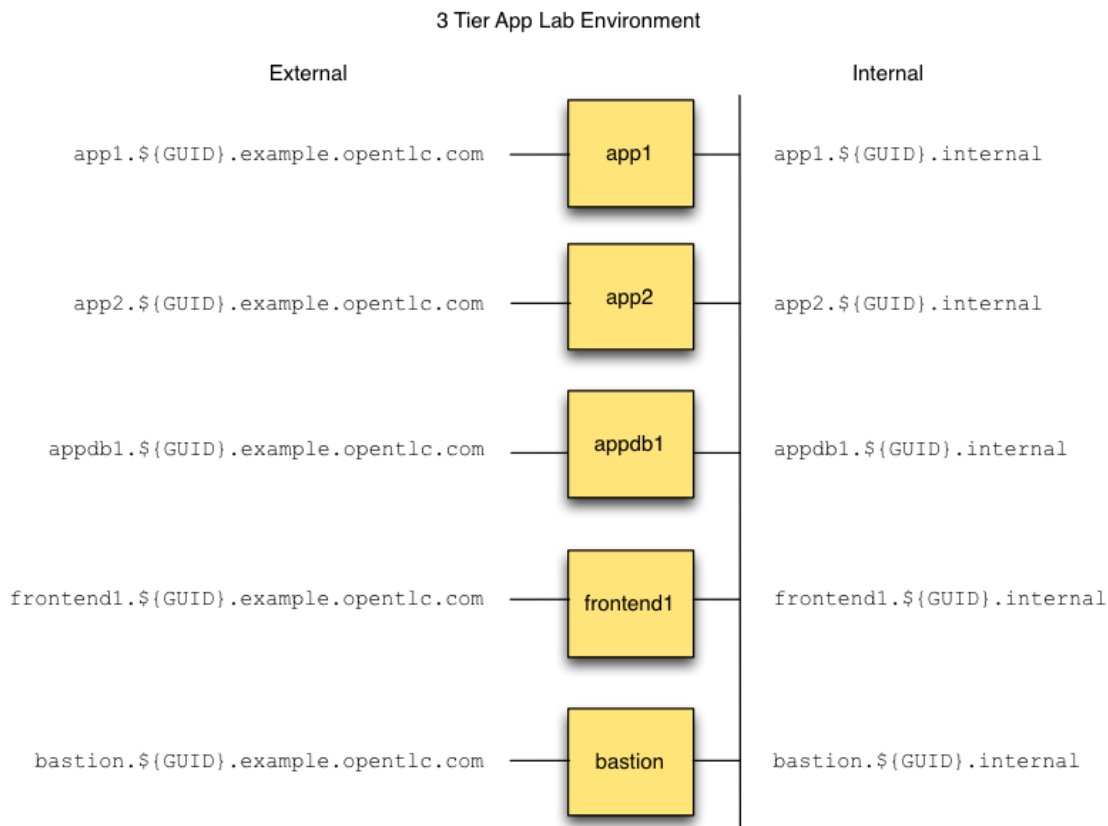 3 Tier App Lab Environment
External
Internal
app1.${GUID}.example.opentlc.com
app1
app1.${GUID}.internal
app2.${GUID}.example.opentlc.com
app2
app2.${GUID}.internal
appdb1.${GUID}.example.opentlc.com
appdb1
appdb1.${GUID}.internal
frontend1.${GUID}.example.opentlc.com
frontend1
frontend1.${GUID}.internal
bastion.${GUID}.example.opentlc.com
bastion
bastion.${GUID}.internal